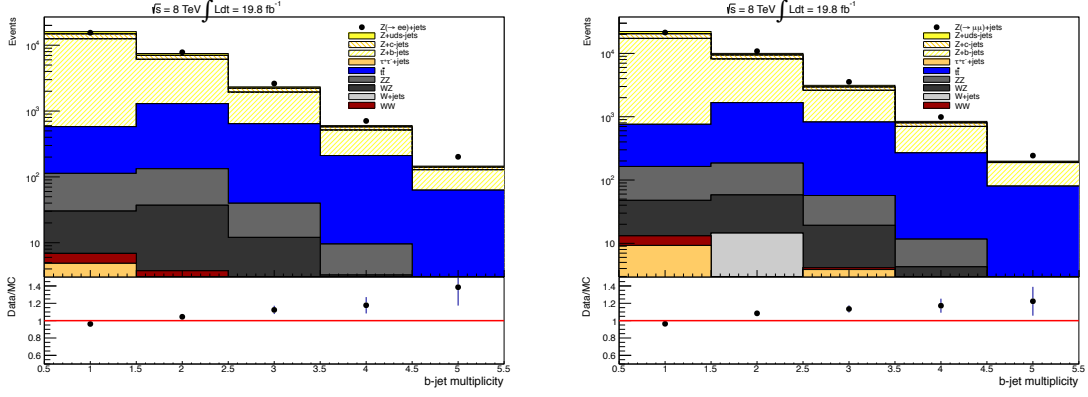 √s = 8 TeV ∫ Ldt = 19.8 fb⁻¹
Events
10⁴
10³
10²
10
Z(→ ee)+jets
Z+uds-jets
Z+c-jets
Z+b-jets
τ⁺τ⁻+jets
tt̄
ZZ
WZ
W+jets
WW
Data/MC
1.4
1.2
1
0.8
0.6
0.5 1 1.5 2 2.5 3 3.5 4 4.5 5 5.5
b-jet multiplicity
√s = 8 TeV ∫ Ldt = 19.8 fb⁻¹
Events
10⁴
10³
10²
10
Z(→ μμ)+jets
Z+uds-jets
Z+c-jets
Z+b-jets
τ⁺τ⁻+jets
tt̄
ZZ
WZ
W+jets
WW
Data/MC
1.4
1.2
1
0.8
0.6
0.5 1 1.5 2 2.5 3 3.5 4 4.5 5 5.5
b-jet multiplicity